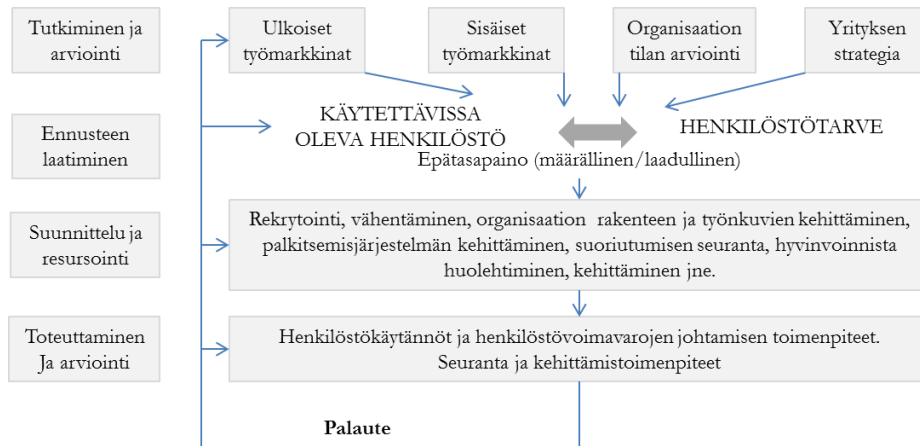 Tutkiminen ja
arviointi
Ulkoiset
työmarkkinat
Sisäiset
työmarkkinat
Organisaation
tilan arviointi
Yrityksen
strategia
Ennusteen
laatiminen
KÄYTETTÄVISSÄ
OLEVA HENKILÖSTÖ
HENKILÖSTÖTARVE
Epätasapaino (määrällinen/laadullinen)
Suunnittelu ja
resursointi
Rekrytointi, vähentäminen, organisaation rakenteen ja työnkuvien kehittäminen,
palkitsemisjärjestelmän kehittäminen, suoriutumisen seuranta, hyvinvoinnista
huolehtiminen, kehittäminen jne.
Toteuttaminen
Ja arviointi
Henkilöstökäytännöt ja henkilöstövoimavarojen johtamisen toimenpiteet.
Seuranta ja kehittämistoimenpiteet
Palaute